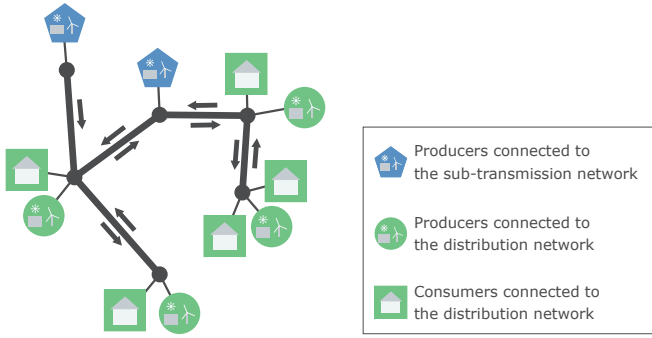 Producers connected to
the sub-transmission network
Producers connected to
the distribution network
Consumers connected to
the distribution network